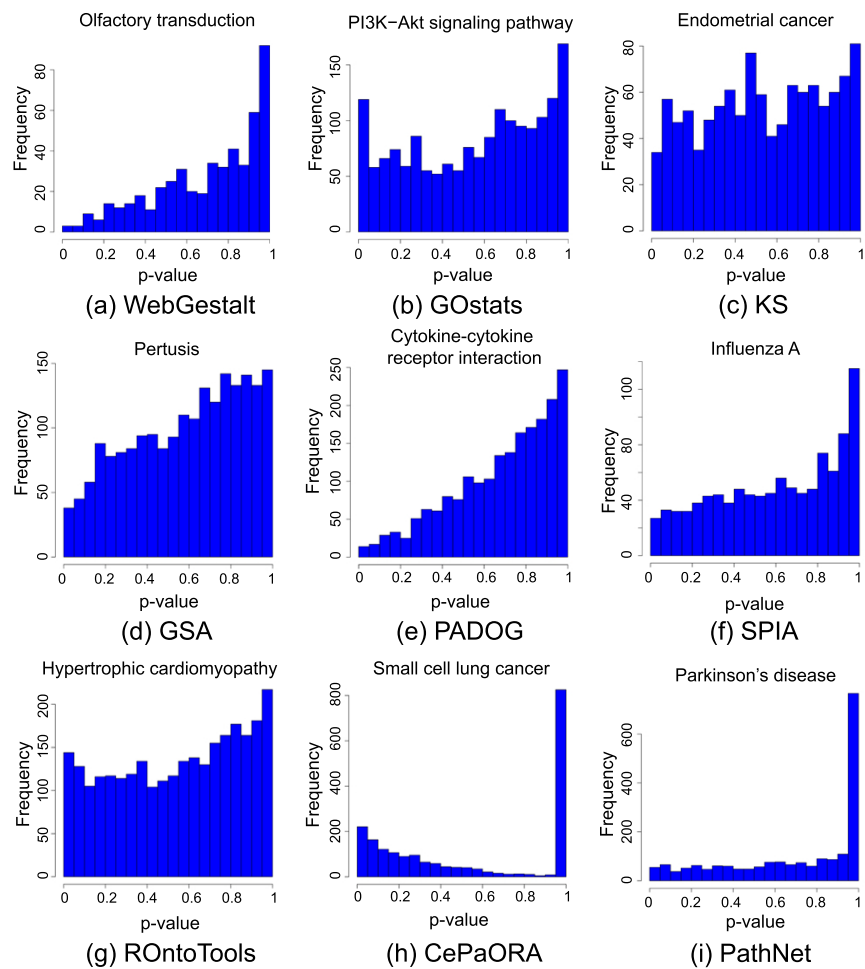 Olfactory transduction
Frequency
0 20 40 60 80
0 0.2 0.4 0.6 0.8 1
p-value
(a) WebGestalt
PI3K−Akt signaling pathway
Frequency
0 50 100 150
0 0.2 0.4 0.6 0.8 1
p-value
(b) GOstats
Endometrial cancer
Frequency
0 20 40 60 80
0 0.2 0.4 0.6 0.8 1
p-value
(c) KS
Pertusis
Frequency
0 50 100 150
0 0.2 0.4 0.6 0.8 1
p-value
(d) GSA
Cytokine-cytokine
receptor interaction
Frequency
0 50 100 150 200 250
0 0.2 0.4 0.6 0.8 1
p-value
(e) PADOG
Influenza A
Frequency
0 40 80 120
0 0.2 0.4 0.6 0.8 1
p-value
(f) SPIA
Hypertrophic cardiomyopathy
Frequency
0 50 100 150 200
0 0.2 0.4 0.6 0.8 1
p-value
(g) ROntoTools
Small cell lung cancer
Frequency
0 200 400 600 800
0 0.2 0.4 0.6 0.8 1
p-value
(h) CePaORA
Parkinson’s disease
Frequency
0 200 400 600
0 0.2 0.4 0.6 0.8 1
p-value
(i) PathNet